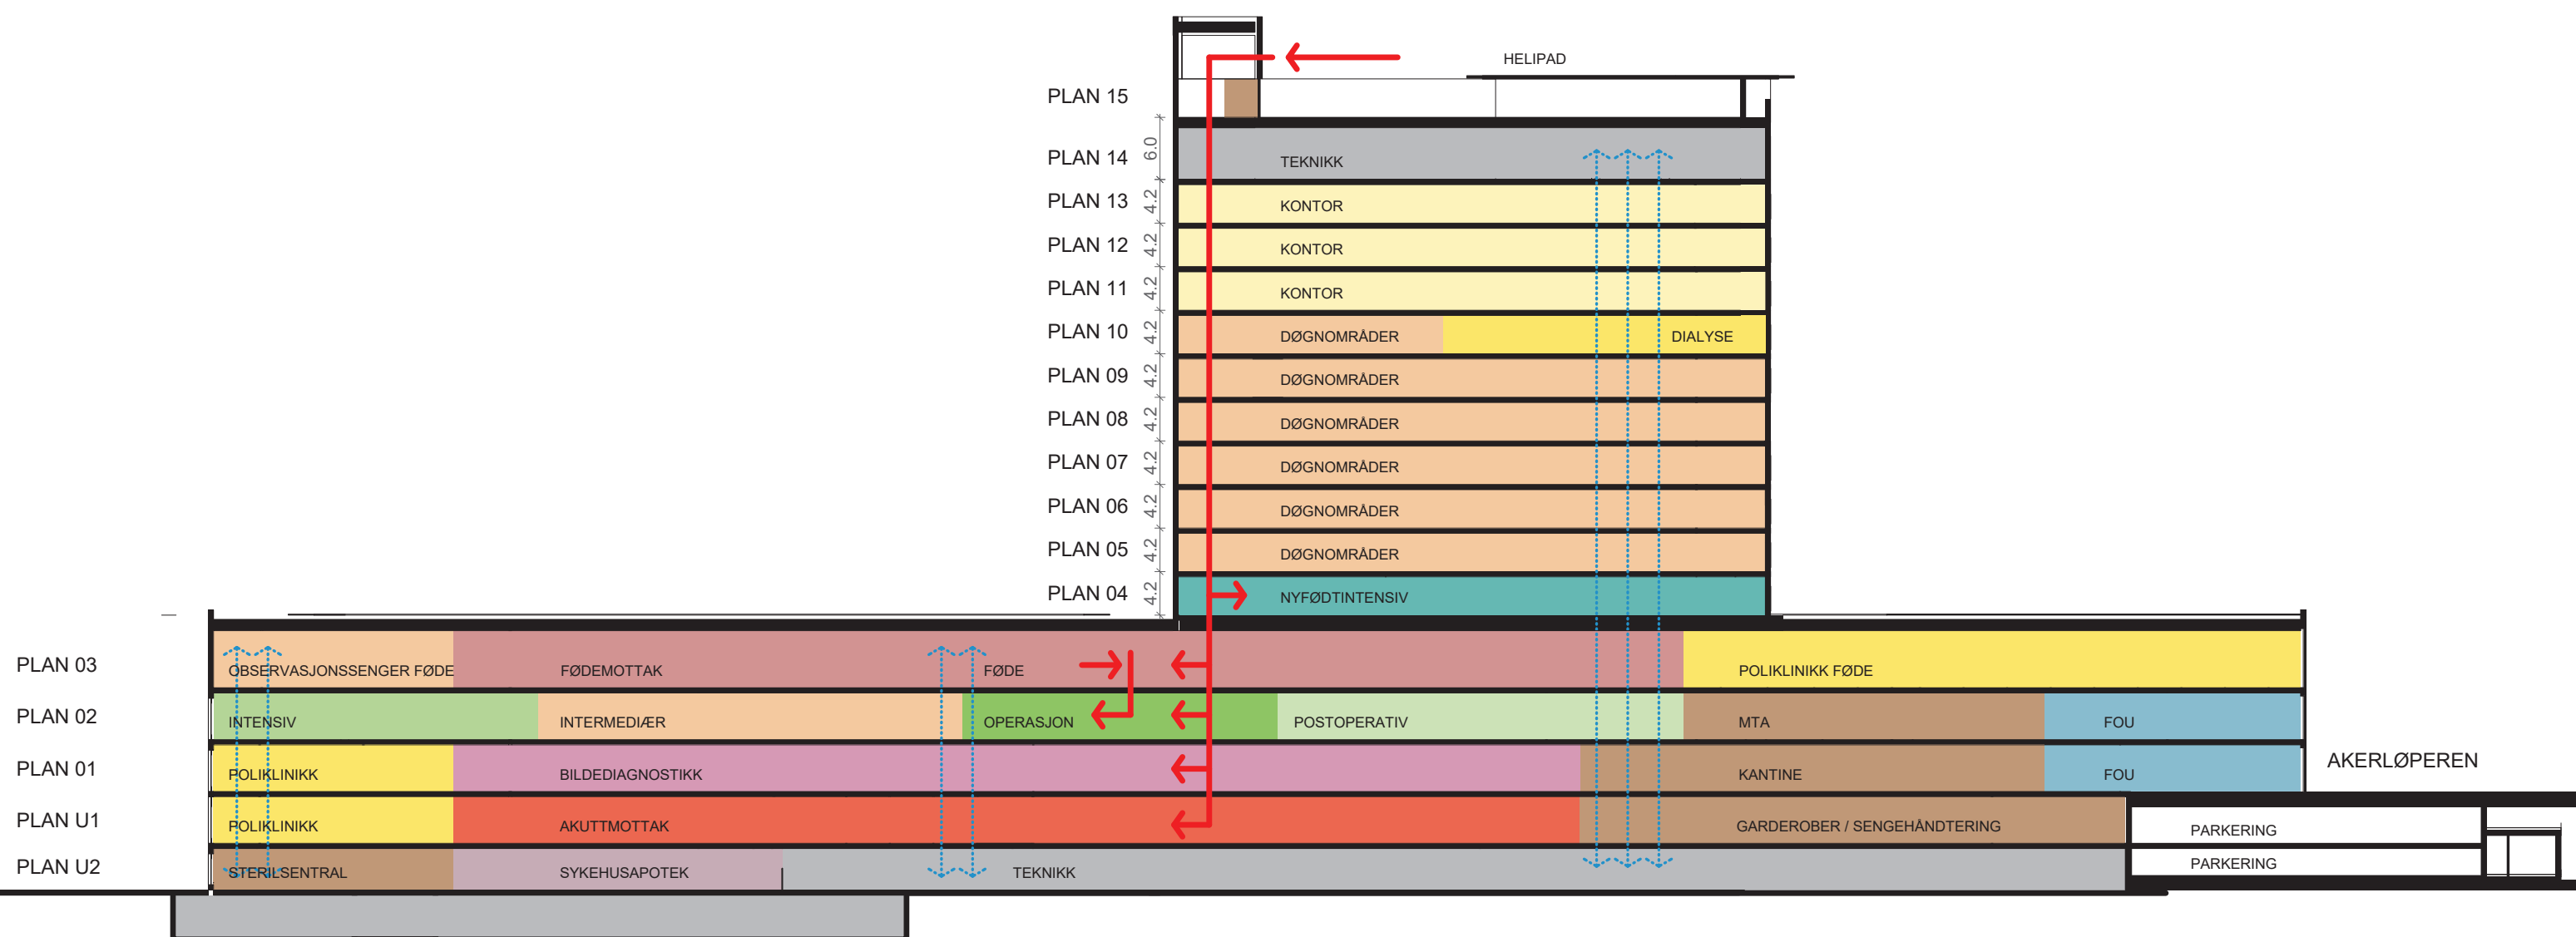 HELIPAD
PLAN 15
PLAN 14 6.0 TEKNIKK
PLAN 13 4.2 KONTOR
PLAN 12 4.2 KONTOR
PLAN 11 4.2 KONTOR
PLAN 10 4.2 DØGNOMRÅDER DIALYSE
PLAN 09 4.2 DØGNOMRÅDER
PLAN 08 4.2 DØGNOMRÅDER
PLAN 07 4.2 DØGNOMRÅDER
PLAN 06 4.2 DØGNOMRÅDER
PLAN 05 4.2 DØGNOMRÅDER
PLAN 04 4.2 NYFØDTINTENSIV
PLAN 03 OBSERVASJONSSENGER FØDE FØDEMOTTAK FØDE POLIKLINIKK FØDE
PLAN 02 INTENSIV INTERMEDIÆR OPERASJON POSTOPERATIV MTA FOU
PLAN 01 POLIKLINIKK BILDEDIAGNOSTIKK KANTINE FOU AKERLØPEREN
PLAN U1 POLIKLINIKK AKUTTMOTTAK GARDEROBER / SENGEHÅNDTERING PARKERING
PLAN U2 STERILSENTRAL SYKEHUSAPOTEK TEKNIKK PARKERING